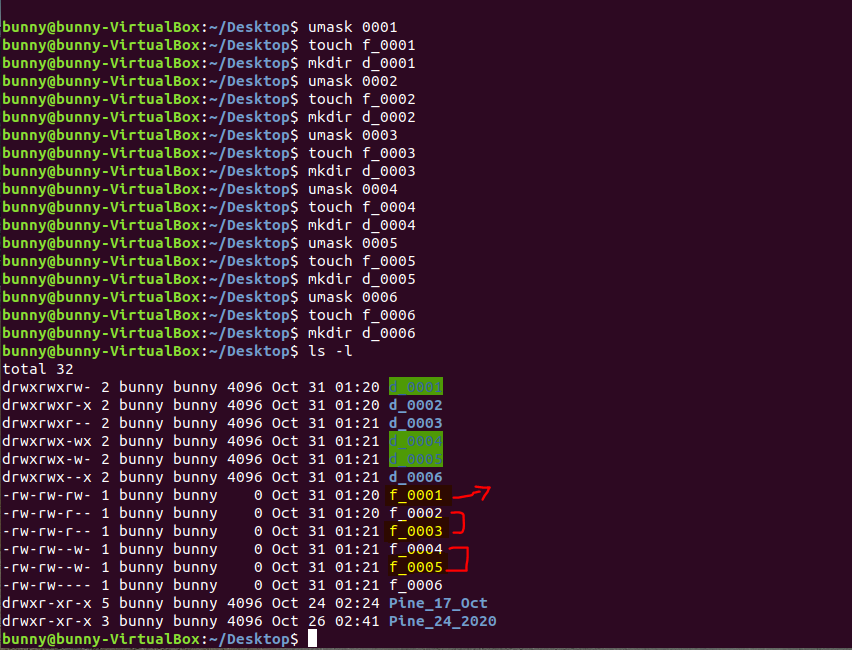 bunny@bunny-VirtualBox:~/Desktop$ umask 0001
bunny@bunny-VirtualBox:~/Desktop$ touch f_0001
bunny@bunny-VirtualBox:~/Desktop$ mkdir d_0001
bunny@bunny-VirtualBox:~/Desktop$ umask 0002
bunny@bunny-VirtualBox:~/Desktop$ touch f_0002
bunny@bunny-VirtualBox:~/Desktop$ mkdir d_0002
bunny@bunny-VirtualBox:~/Desktop$ umask 0003
bunny@bunny-VirtualBox:~/Desktop$ touch f_0003
bunny@bunny-VirtualBox:~/Desktop$ mkdir d_0003
bunny@bunny-VirtualBox:~/Desktop$ umask 0004
bunny@bunny-VirtualBox:~/Desktop$ touch f_0004
bunny@bunny-VirtualBox:~/Desktop$ mkdir d_0004
bunny@bunny-VirtualBox:~/Desktop$ umask 0005
bunny@bunny-VirtualBox:~/Desktop$ touch f_0005
bunny@bunny-VirtualBox:~/Desktop$ mkdir d_0005
bunny@bunny-VirtualBox:~/Desktop$ umask 0006
bunny@bunny-VirtualBox:~/Desktop$ touch f_0006
bunny@bunny-VirtualBox:~/Desktop$ mkdir d_0006
bunny@bunny-VirtualBox:~/Desktop$ ls -l
total 32
drwxrwxrw- 2 bunny bunny 4096 Oct 31 01:20 d_0001
drwxrwxr-x 2 bunny bunny 4096 Oct 31 01:20 d_0002
drwxrwxr-- 2 bunny bunny 4096 Oct 31 01:21 d_0003
drwxrwx-wx 2 bunny bunny 4096 Oct 31 01:21 d_0004
drwxrwx-w- 2 bunny bunny 4096 Oct 31 01:21 d_0005
drwxrwx--x 2 bunny bunny 4096 Oct 31 01:21 d_0006
-rw-rw-rw- 1 bunny bunny    0 Oct 31 01:20 f_0001
-rw-rw-r-- 1 bunny bunny    0 Oct 31 01:20 f_0002
-rw-rw-r-- 1 bunny bunny    0 Oct 31 01:21 f_0003
-rw-rw--w- 1 bunny bunny    0 Oct 31 01:21 f_0004
-rw-rw--w- 1 bunny bunny    0 Oct 31 01:21 f_0005
-rw-rw---- 1 bunny bunny    0 Oct 31 01:21 f_0006
drwxr-xr-x 5 bunny bunny 4096 Oct 24 02:24 Pine_17_Oct
drwxr-xr-x 3 bunny bunny 4096 Oct 26 02:41 Pine_24_2020
bunny@bunny-VirtualBox:~/Desktop$